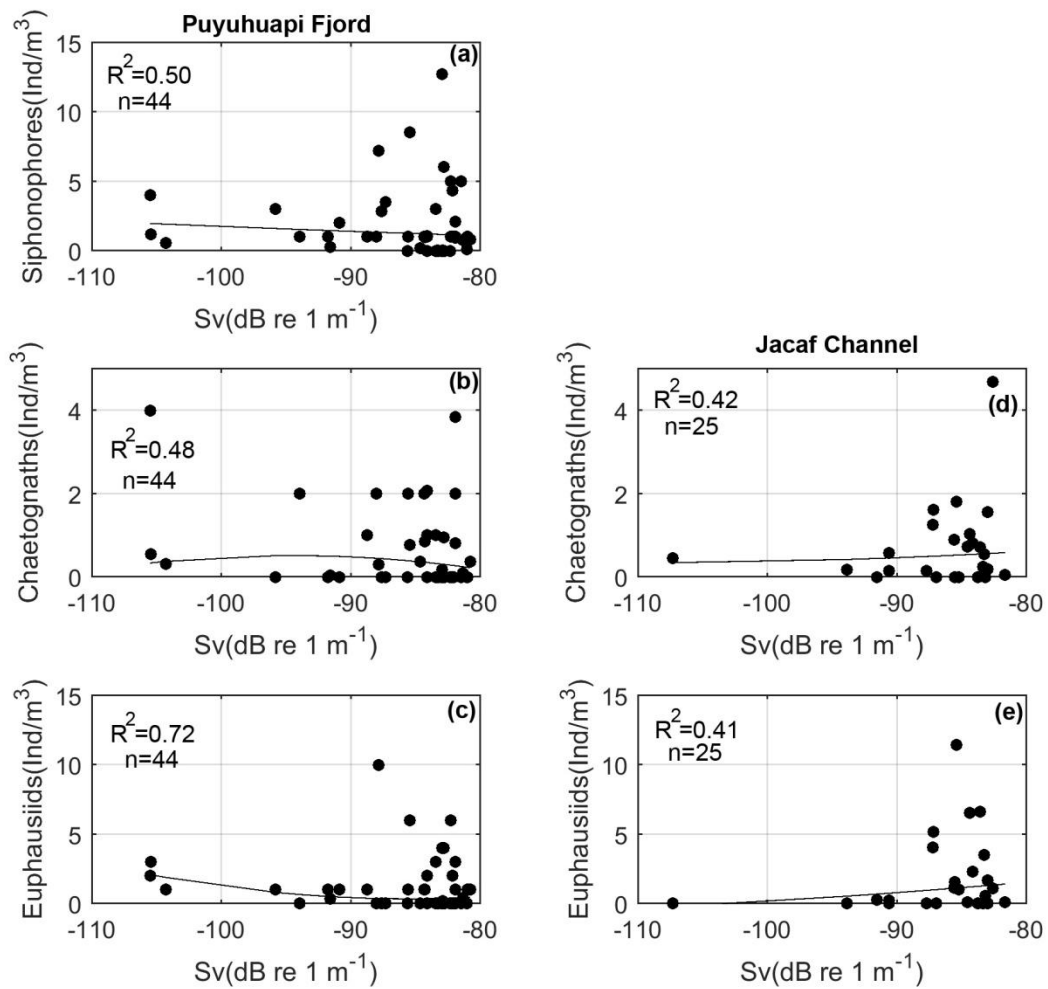 Puyuhuapi Fjord
(a)
R²=0.50
n=44
Siphonophores(Ind/m³)
15
10
5
0
-110 -100 -90 -80
Sv(dB re 1 m⁻¹)
(b)
R²=0.48
n=44
Chaetognaths(Ind/m³)
4
2
0
-110 -100 -90 -80
Sv(dB re 1 m⁻¹)
(c)
R²=0.72
n=44
Euphausiids(Ind/m³)
15
10
5
0
-110 -100 -90 -80
Sv(dB re 1 m⁻¹)
Jacaf Channel
(d)
R²=0.42
n=25
Chaetognaths(Ind/m³)
4
2
0
-110 -100 -90 -80
Sv(dB re 1 m⁻¹)
(e)
R²=0.41
n=25
Euphausiids(Ind/m³)
15
10
5
0
-110 -100 -90 -80
Sv(dB re 1 m⁻¹)